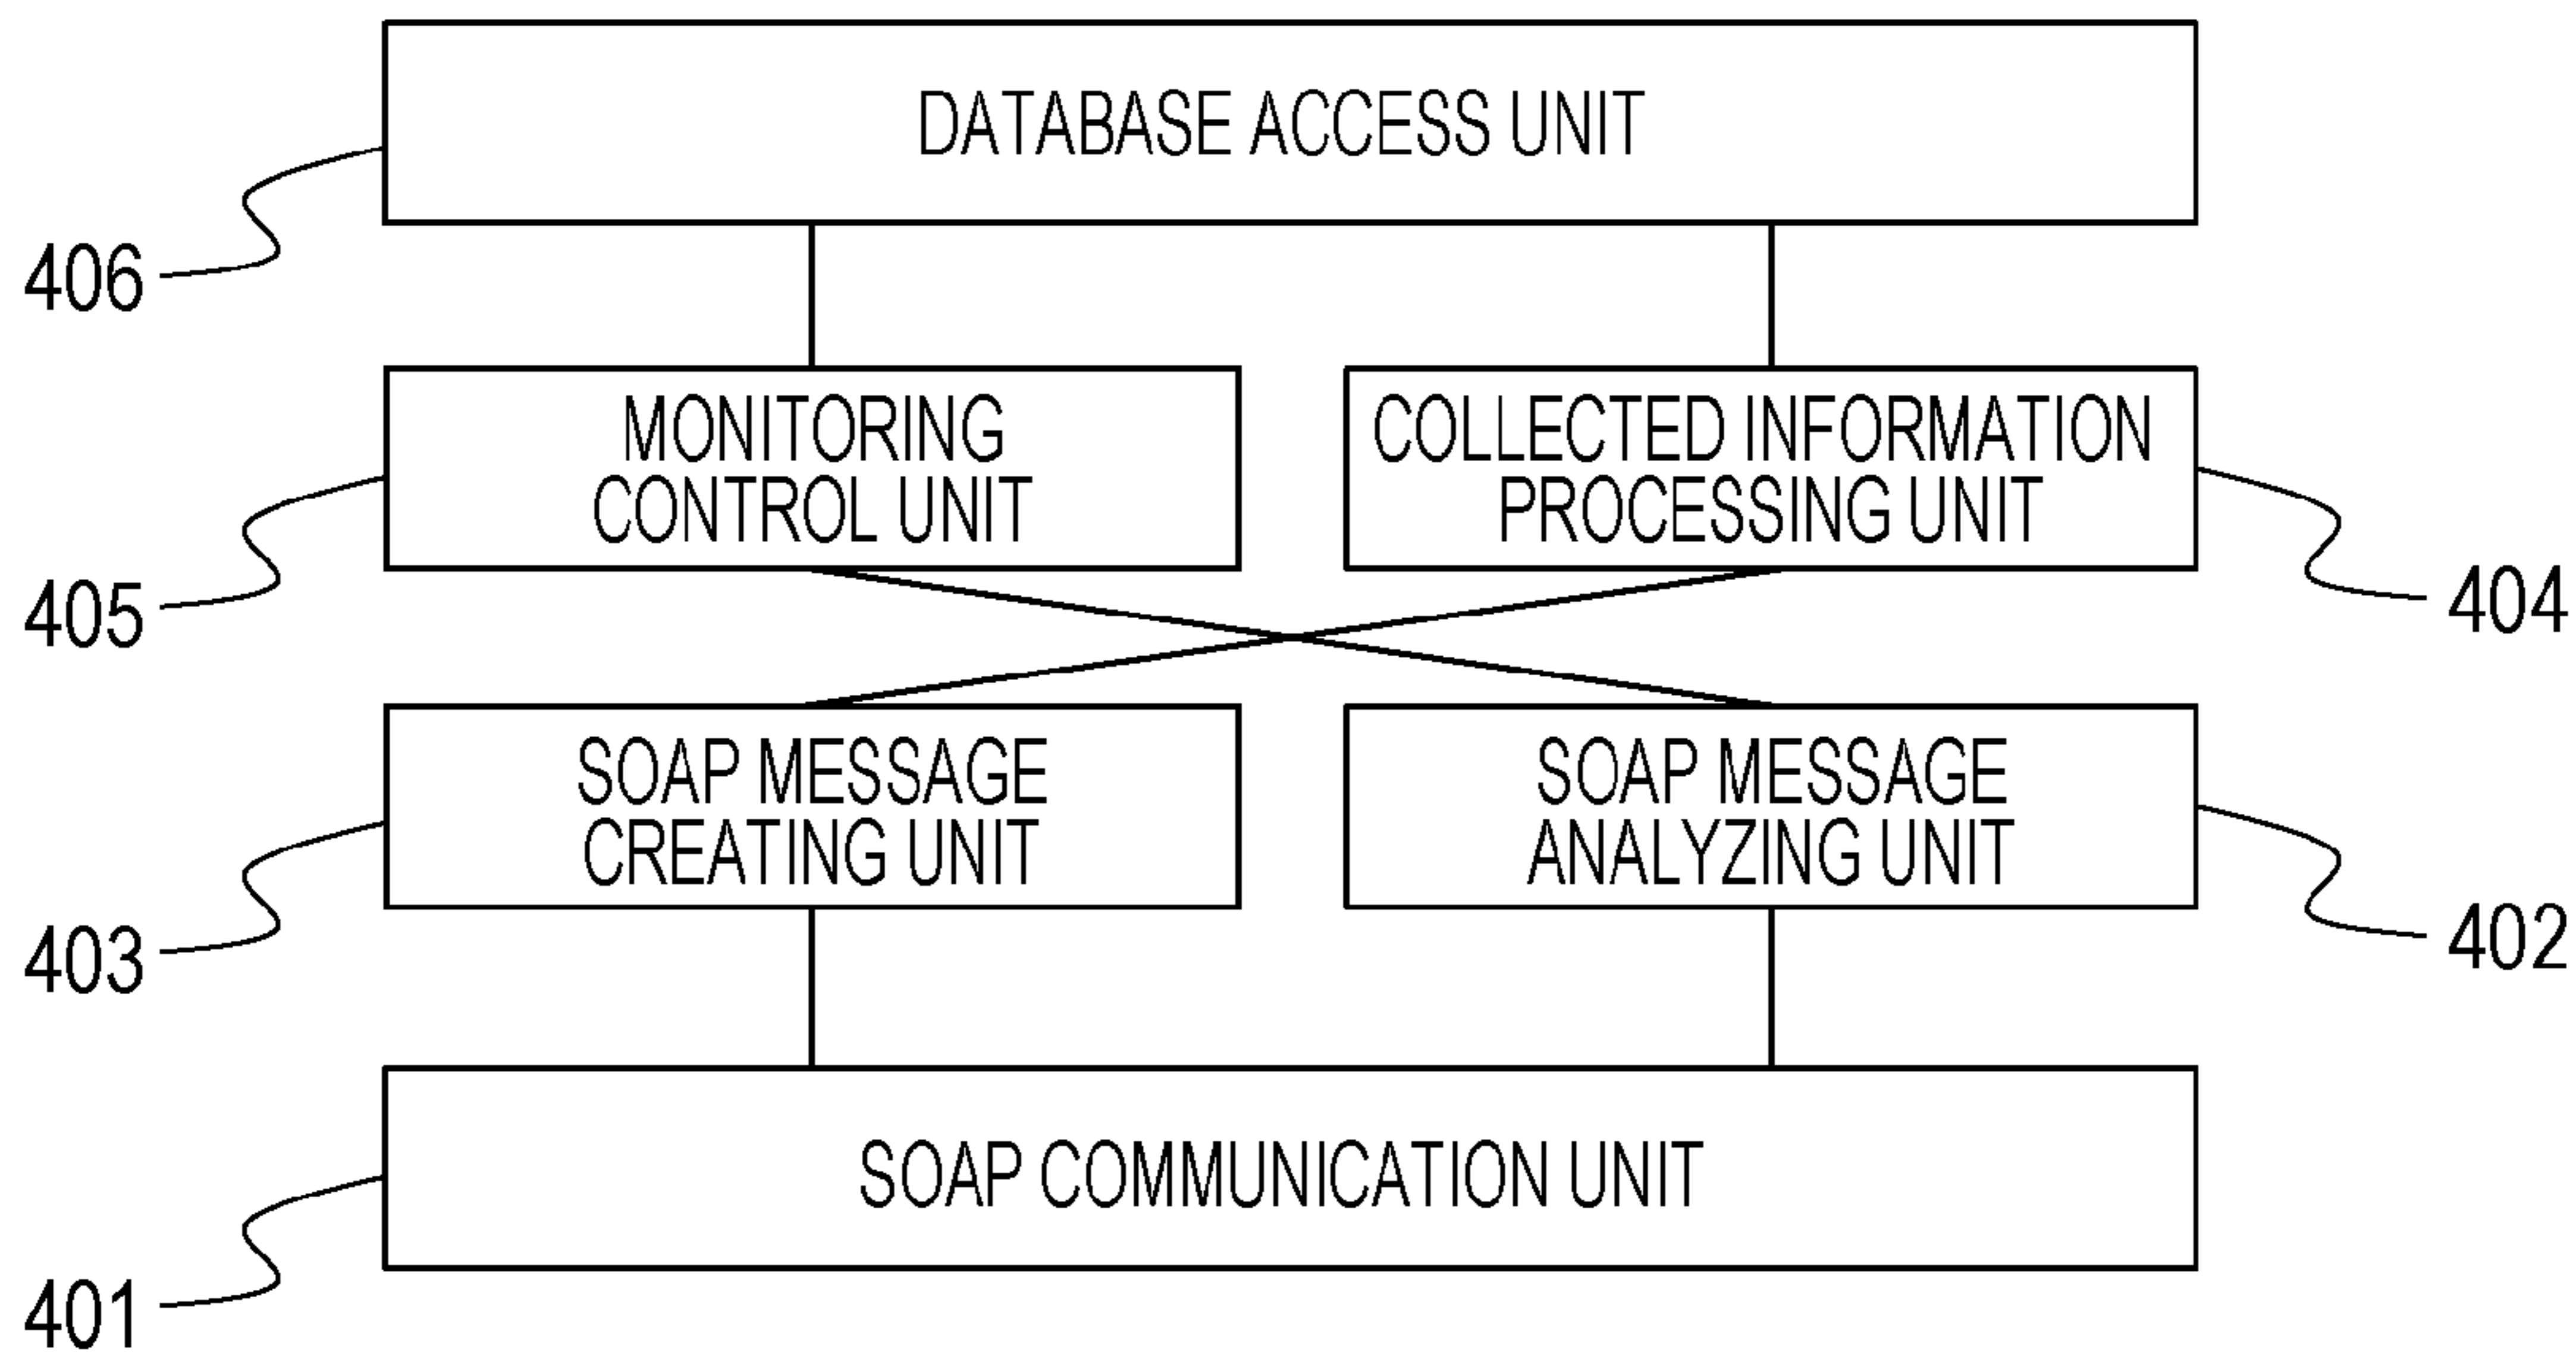 DATABASE ACCESS UNIT
406
MONITORING
CONTROL UNIT
COLLECTED INFORMATION
PROCESSING UNIT
405
404
SOAP MESSAGE
CREATING UNIT
SOAP MESSAGE
ANALYZING UNIT
403
402
SOAP COMMUNICATION UNIT
401